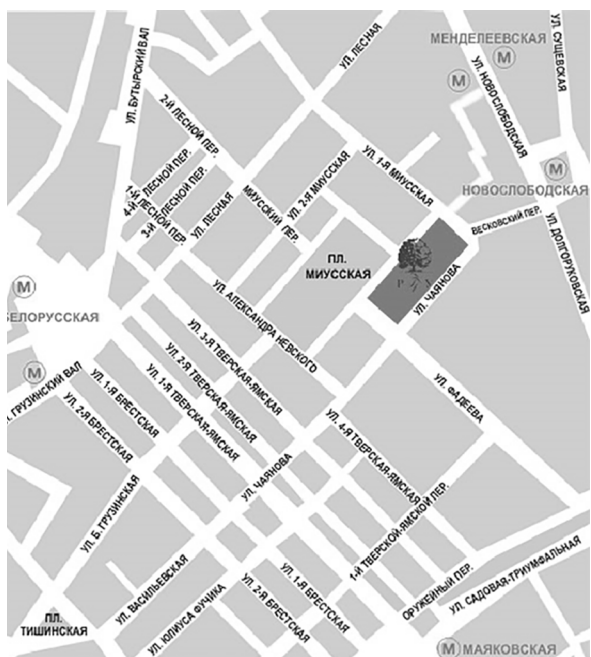 УЛ. СУЩЕВСКАЯ
МЕНДЕЛЕЕВСКАЯ
М
М
УЛ. НОВОСЛОБОДСКАЯ
УЛ. ЛЕСНАЯ
УЛ. БУТЫРСКИЙ ВАЛ
2-Й ЛЕСНОЙ ПЕР.
УЛ. 1-Я МИУССКАЯ
М
НОВОСЛОБОДСКАЯ
4-Й ЛЕСНОЙ ПЕР.
3-Й ЛЕСНОЙ ПЕР.
1-Й ЛЕСНОЙ ПЕР.
УЛ. ЛЕСНАЯ
МИУССКИЙ ПЕР.
УЛ. 2-Я МИУССКАЯ
ВЕСКОВСКИЙ ПЕР.
УЛ. ДОЛГОРУКОВСКАЯ
ПЛ.
МИУССКАЯ
УЛ. ЧАЯНОВА
М
БЕЛОРУССКАЯ
М
УЛ. АЛЕКСАНДРА НЕВСКОГО
УЛ. 3-Я ТВЕРСКАЯ-ЯМСКАЯ
УЛ. 2-Я ТВЕРСКАЯ-ЯМСКАЯ
УЛ. 1-Я ТВЕРСКАЯ-ЯМСКАЯ
ГРУЗИНСКИЙ ВАЛ
УЛ. 1-Я БРЕСТСКАЯ
УЛ. 2-Я БРЕСТСКАЯ
УЛ. ФАДЕЕВА
УЛ. 4-Я ТВЕРСКАЯ-ЯМСКАЯ
УЛ. ЧАЯНОВА
УЛ. Б. ГРУЗИНСКАЯ
1-Й ТВЕРСКОЙ-ЯМСКОЙ ПЕР.
УЛ. ВАСИЛЬЕВСКАЯ
УЛ. ЮЛИУСА ФУЧИКА
УЛ. 2-Я БРЕСТСКАЯ
УЛ. 1-Я БРЕСТСКАЯ
ОРУЖЕЙНЫЙ ПЕР.
УЛ. САДОВАЯ-ТРИУМФАЛЬНАЯ
ПЛ.
ТИШИНСКАЯ
М МАЯКОВСКАЯ